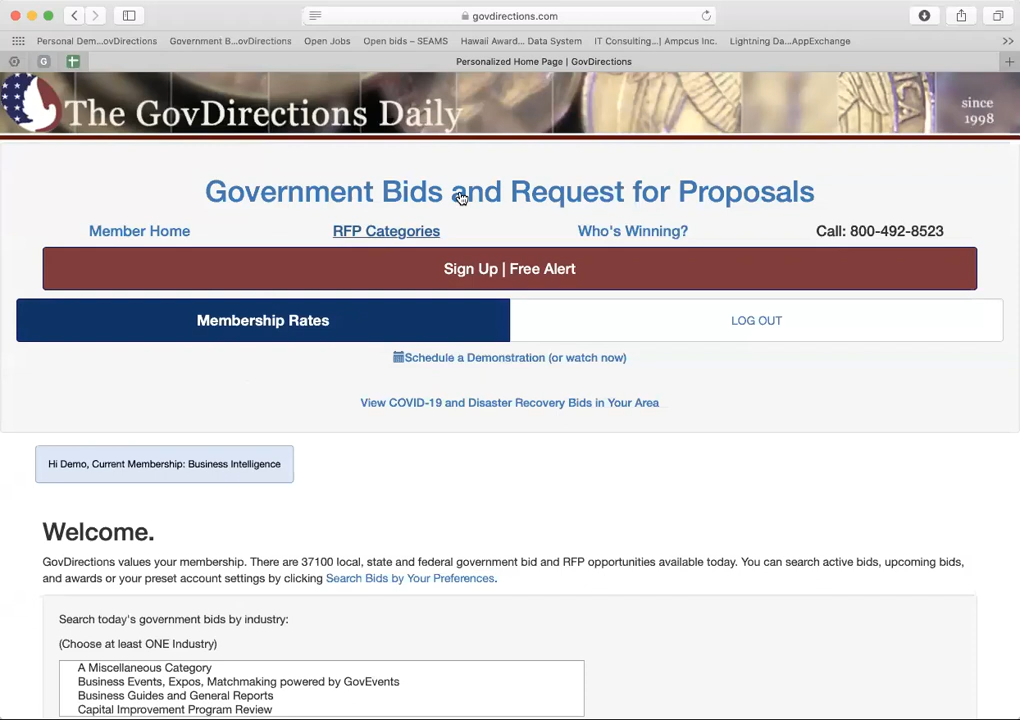 govdirections.com
Personal Dem...ovDirections Government B...ovDirections Open Jobs Open bids – SEAMS Hawaii Award... Data System IT Consulting...| Ampcus Inc. Lightning Da...AppExchange
G Personalized Home Page | GovDirections
The GovDirections Daily
since
1998
Government Bids and Request for Proposals
Member Home RFP Categories Who's Winning? Call: 800-492-8523
Sign Up | Free Alert
Membership Rates LOG OUT
Schedule a Demonstration (or watch now)
View COVID-19 and Disaster Recovery Bids in Your Area
Hi Demo, Current Membership: Business Intelligence
Welcome.
GovDirections values your membership. There are 37100 local, state and federal government bid and RFP opportunities available today. You can search active bids, upcoming bids,
and awards or your preset account settings by clicking Search Bids by Your Preferences.
Search today's government bids by industry:
(Choose at least ONE Industry)
A Miscellaneous Category
Business Events, Expos, Matchmaking powered by GovEvents
Business Guides and General Reports
Capital Improvement Program Review